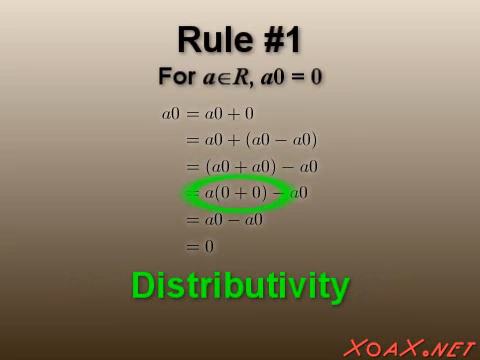 Rule #1
For a∈R, a0 = 0
a0 = a0 + 0
= a0 + (a0 − a0)
= (a0 + a0) − a0
= a(0 + 0) − a0
= a0 − a0
= 0
Distributivity
XOAX.NET